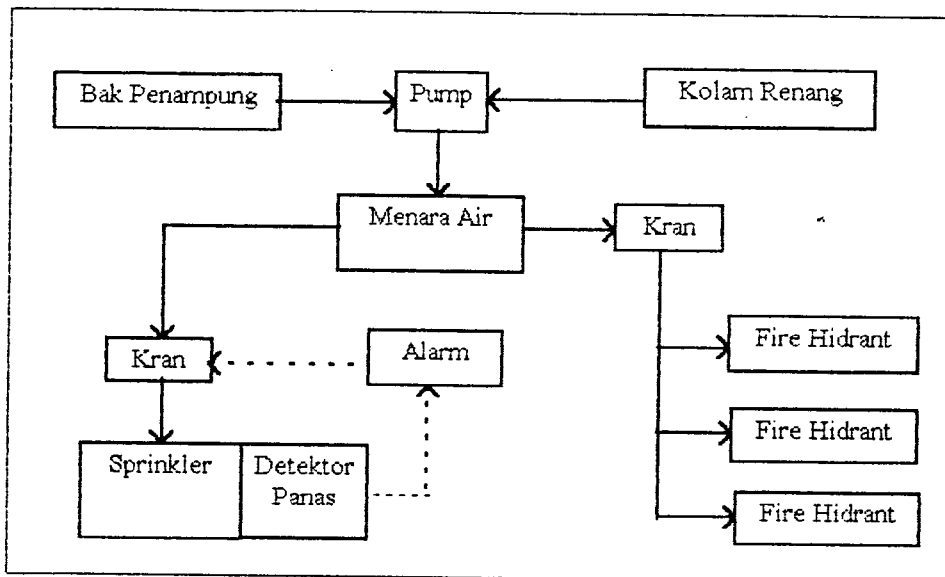 Bak Penampung
Pump
Kolam Renang
Menara Air
Kran
Kran
Alarm
Fire Hidrant
Fire Hidrant
Fire Hidrant
Sprinkler
Detektor
Panas